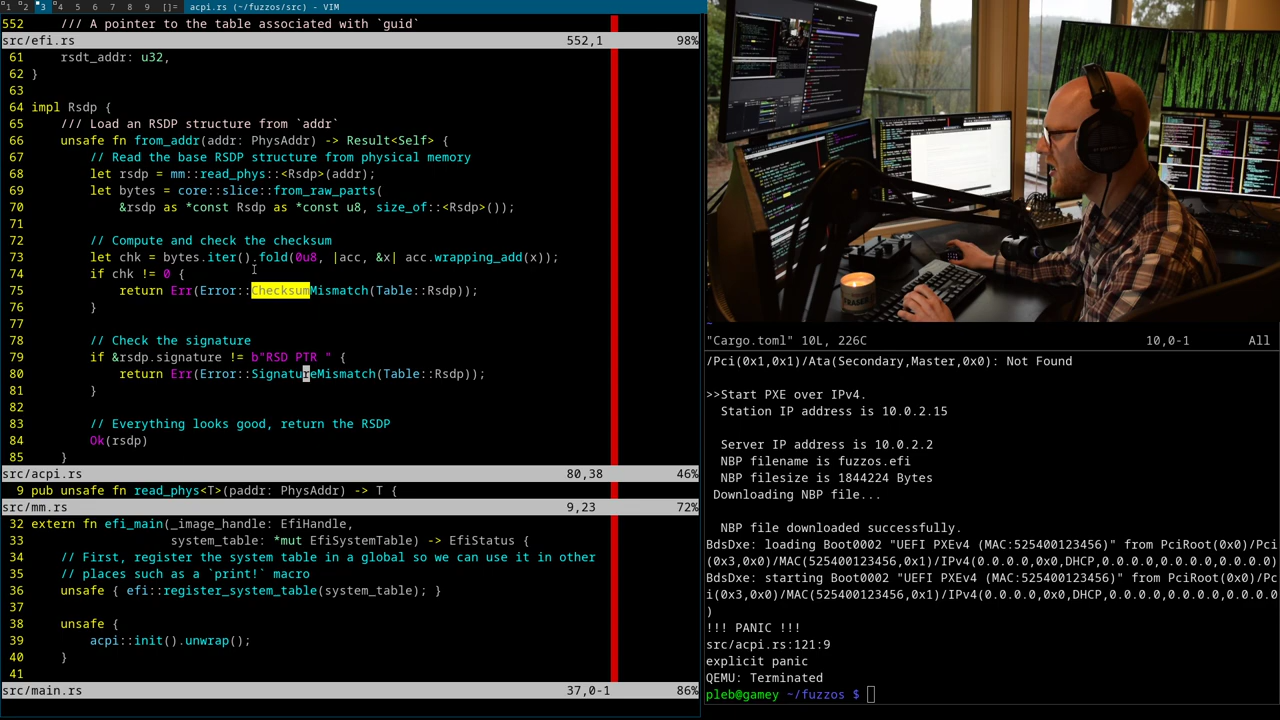 1 2 3 4 5 6 7 8 9 []= acpi.rs (~/fuzzos/src) - VIM
552 /// A pointer to the table associated with `guid`
src/efi.rs 552,1 98%
61 rsdt_addr: u32,
62 }
63
64 impl Rsdp {
65 /// Load an RSDP structure from `addr`
66 unsafe fn from_addr(addr: PhysAddr) -> Result<Self> {
67 // Read the base RSDP structure from physical memory
68 let rsdp = mm::read_phys::<Rsdp>(addr);
69 let bytes = core::slice::from_raw_parts(
70 &rsdp as *const Rsdp as *const u8, size_of::<Rsdp>());
71
72 // Compute and check the checksum
73 let chk = bytes.iter().fold(0u8, |acc, &x| acc.wrapping_add(x));
74 if chk != 0 {
75 return Err(Error::ChecksumMismatch(Table::Rsdp));
76 }
77
78 // Check the signature
79 if &rsdp.signature != b"RSD PTR " {
80 return Err(Error::SignatureMismatch(Table::Rsdp));
81 }
82
83 // Everything looks good, return the RSDP
84 Ok(rsdp)
85 }
src/acpi.rs 80,38 46%
9 pub unsafe fn read_phys<T>(paddr: PhysAddr) -> T {
src/mm.rs 9,23 72%
32 extern fn efi_main(_image_handle: EfiHandle,
33 system_table: *mut EfiSystemTable) -> EfiStatus {
34 // First, register the system table in a global so we can use it in other
35 // places such as a `print!` macro
36 unsafe { efi::register_system_table(system_table); }
37
38 unsafe {
39 acpi::init().unwrap();
40 }
41
src/main.rs 37,0-1 86%
~
"Cargo.toml" 10L, 226C 10,0-1 All
/Pci(0x1,0x1)/Ata(Secondary,Master,0x0): Not Found
>>Start PXE over IPv4.
Station IP address is 10.0.2.15
Server IP address is 10.0.2.2
NBP filename is fuzzos.efi
NBP filesize is 1844224 Bytes
Downloading NBP file...
NBP file downloaded successfully.
BdsDxe: loading Boot0002 "UEFI PXEv4 (MAC:525400123456)" from PciRoot(0x0)/Pci
(0x3,0x0)/MAC(525400123456,0x1)/IPv4(0.0.0.0,0x0,DHCP,0.0.0.0,0.0.0.0,0.0.0.0)
BdsDxe: starting Boot0002 "UEFI PXEv4 (MAC:525400123456)" from PciRoot(0x0)/Pc
i(0x3,0x0)/MAC(525400123456,0x1)/IPv4(0.0.0.0,0x0,DHCP,0.0.0.0,0.0.0.0,0.0.0.0
)
!!! PANIC !!!
src/acpi.rs:121:9
explicit panic
QEMU: Terminated
pleb@gamey ~/fuzzos $